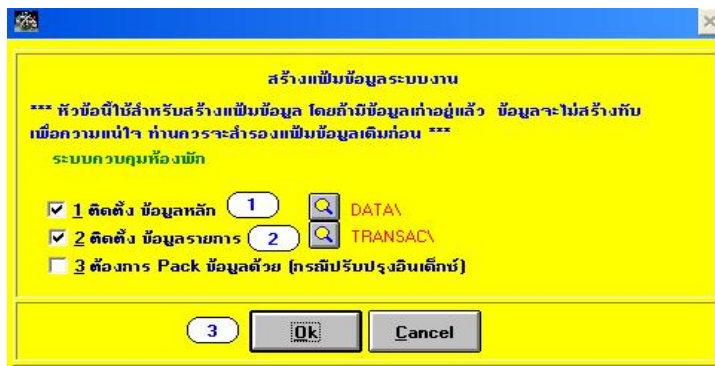 สร้างแฟ้มข้อมูลระบบงาน
*** หัวข้อนี้ใช้สำหรับสร้างแฟ้มข้อมูล โดยถ้ามีข้อมูลเก่าอยู่แล้ว ข้อมูลจะไม่สร้างทับ
เพื่อความแน่ใจ ท่านควรจะสำรองแฟ้มข้อมูลเดิมก่อน ***
ระบบควบคุมห้องพัก
1 ติดตั้ง ข้อมูลหลัก 1 DATA\
2 ติดตั้ง ข้อมูลรายการ 2 TRANSAC\
3 ต้องการ Pack ข้อมูลด้วย (กรณีปรับปรุงอินเด็กซ์)
3 Ok Cancel